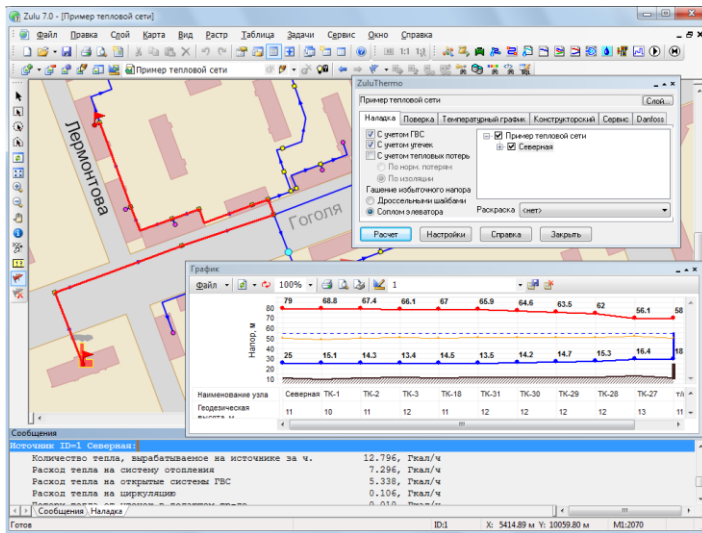 Zulu 7.0 - [Пример тепловой сети]
Файл Правка Слой Карта Вид Растр Таблица Задачи Сервис Окно Справка
1:1
Пример тепловой сети
Лермонтова
Гоголя
ZuluThermo
Пример тепловой сети Слой...
Наладка Поверка Температурный график Конструкторский Сервис Danfoss
С учетом ГВС
С учетом утечек
С учетом тепловых потерь
По норм. потерям
По изоляции
Гашение избыточного напора
Дроссельными шайбами
Соплом элеватора
Пример тепловой сети
Северная
Раскраска <нет>
Расчет Настройки Справка Закрыть
График
Файл 100% 1
79 68.8 67.4 66.1 67 65.9 64.6 63.5 62 56.1 58
80
70
60
50
40
30
20
10
Напор, м
25 15.1 14.3 13.4 14.5 13.5 14.2 14.7 15.3 16.4 18
Наименование узла Северная ТК-1 ТК-2 ТК-3 ТК-18 ТК-31 ТК-30 ТК-29 ТК-28 ТК-27
Геодезическая 11 10 11 12 11 12 12 12 12 13 11
Сообщения
Источник ID=1 Северная:
Количество тепла, вырабатываемое на источнике за ч. 12.796, Гкал/ч
Расход тепла на систему отопления 7.296, Гкал/ч
Расход тепла на открытые системы ГВС 5.338, Гкал/ч
Расход тепла на циркуляцию 0.106, Гкал/ч
Сообщения Наладка
Готов ID:1 X: 5414.89 м Y: 10059.80 м М1:2070